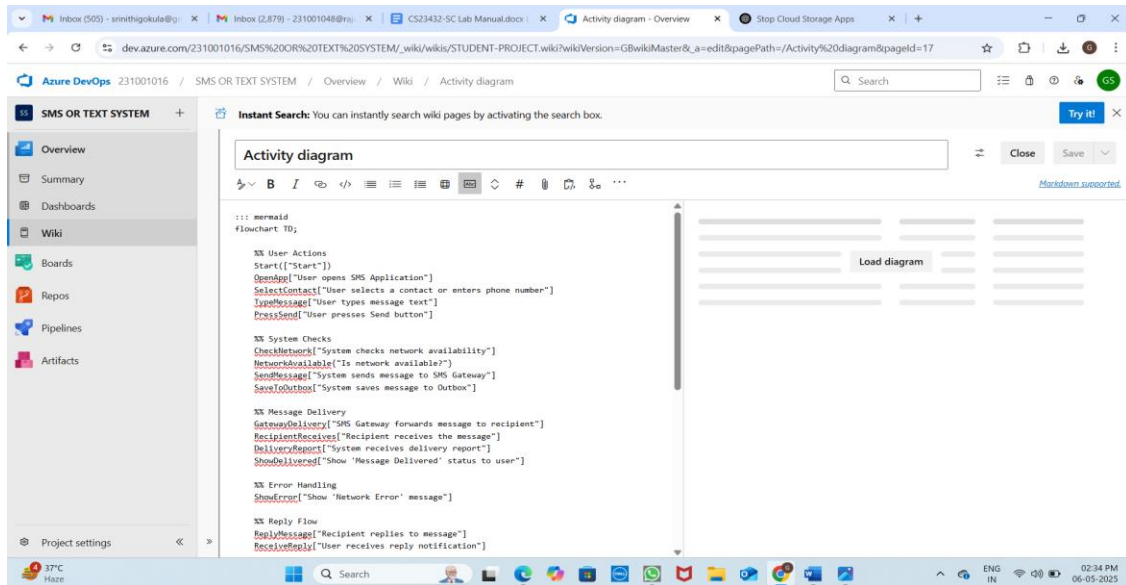 Inbox (505) - srinithigokula@g
Inbox (2,879) - 231001048@raj
CS23432-SC Lab Manual.docx
Activity diagram - Overview
Stop Cloud Storage Apps
dev.azure.com/231001016/SMS%20OR%20TEXT%20SYSTEM/_wiki/wikis/STUDENT-PROJECT.wiki?wikiVersion=GBwikiMaster&_a=edit&pagePath=/Activity%20diagram&pageId=17
G
Azure DevOps 231001016 / SMS OR TEXT SYSTEM / Overview / Wiki / Activity diagram
Search
GS
SS SMS OR TEXT SYSTEM +
Instant Search: You can instantly search wiki pages by activating the search box.
Try it!
Overview
Summary
Dashboards
Wiki
Boards
Repos
Pipelines
Artifacts
Project settings
Activity diagram
Close
Save
B I </> # ...
Markdown supported.
::: mermaid
flowchart TD;
%% User Actions
Start(["Start"])
OpenApp["User opens SMS Application"]
SelectContact["User selects a contact or enters phone number"]
TypeMessage["User types message text"]
PressSend["User presses Send button"]
%% System Checks
CheckNetwork["System checks network availability"]
NetworkAvailable{"Is network available?"}
SendMessage["System sends message to SMS Gateway"]
SaveToOutbox["System saves message to Outbox"]
%% Message Delivery
GatewayDelivery["SMS Gateway forwards message to recipient"]
RecipientReceives["Recipient receives the message"]
DeliveryReport["System receives delivery report"]
ShowDelivered["Show 'Message Delivered' status to user"]
%% Error Handling
ShowError["Show 'Network Error' message"]
%% Reply Flow
ReplyMessage["Recipient replies to message"]
ReceiveReply["User receives reply notification"]
Load diagram
4
37°C
Haze
Search
ENG
IN
02:34 PM
06-05-2025